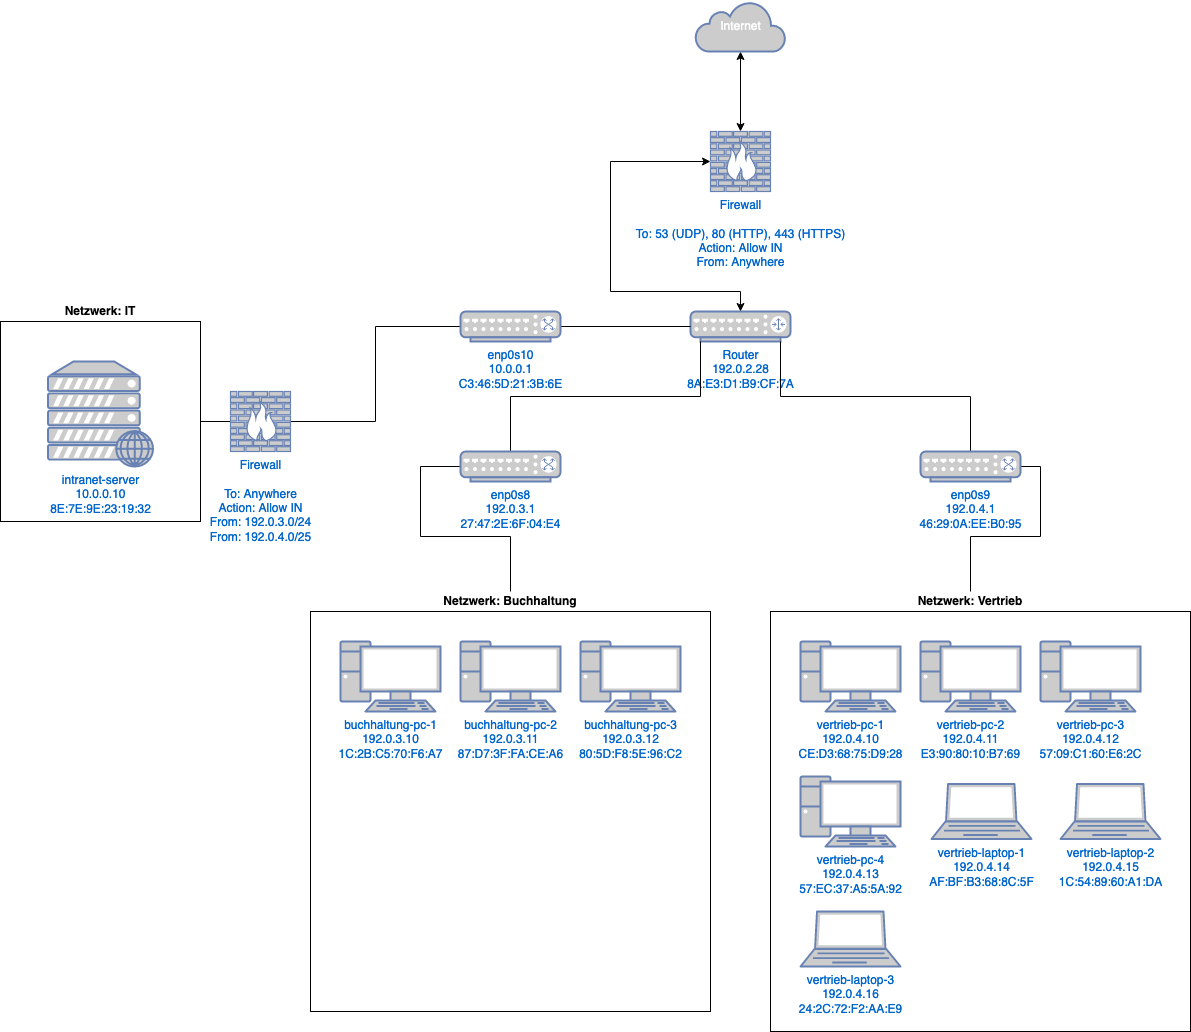 Internet
Firewall
To: 53 (UDP), 80 (HTTP), 443 (HTTPS)
Action: Allow IN
From: Anywhere
Netzwerk: IT
intranet-server
10.0.0.10
8E:7E:9E:23:19:32
Firewall
To: Anywhere
Action: Allow IN
From: 192.0.3.0/24
From: 192.0.4.0/25
enp0s10
10.0.0.1
C3:46:5D:21:3B:6E
Router
192.0.2.28
8A:E3:D1:B9:CF:7A
enp0s8
192.0.3.1
27:47:2E:6F:04:E4
enp0s9
192.0.4.1
46:29:0A:EE:B0:95
Netzwerk: Buchhaltung
buchhaltung-pc-1
192.0.3.10
1C:2B:C5:70:F6:A7
buchhaltung-pc-2
192.0.3.11
87:D7:3F:FA:CE:A6
buchhaltung-pc-3
192.0.3.12
80:5D:F8:5E:96:C2
Netzwerk: Vertrieb
vertrieb-pc-1
192.0.4.10
CE:D3:68:75:D9:28
vertrieb-pc-2
192.0.4.11
E3:90:80:10:B7:69
vertrieb-pc-3
192.0.4.12
57:09:C1:60:E6:2C
vertrieb-pc-4
192.0.4.13
57:EC:37:A5:5A:92
vertrieb-laptop-1
192.0.4.14
AF:BF:B3:68:8C:5F
vertrieb-laptop-2
192.0.4.15
1C:54:89:60:A1:DA
vertrieb-laptop-3
192.0.4.16
24:2C:72:F2:AA:E9